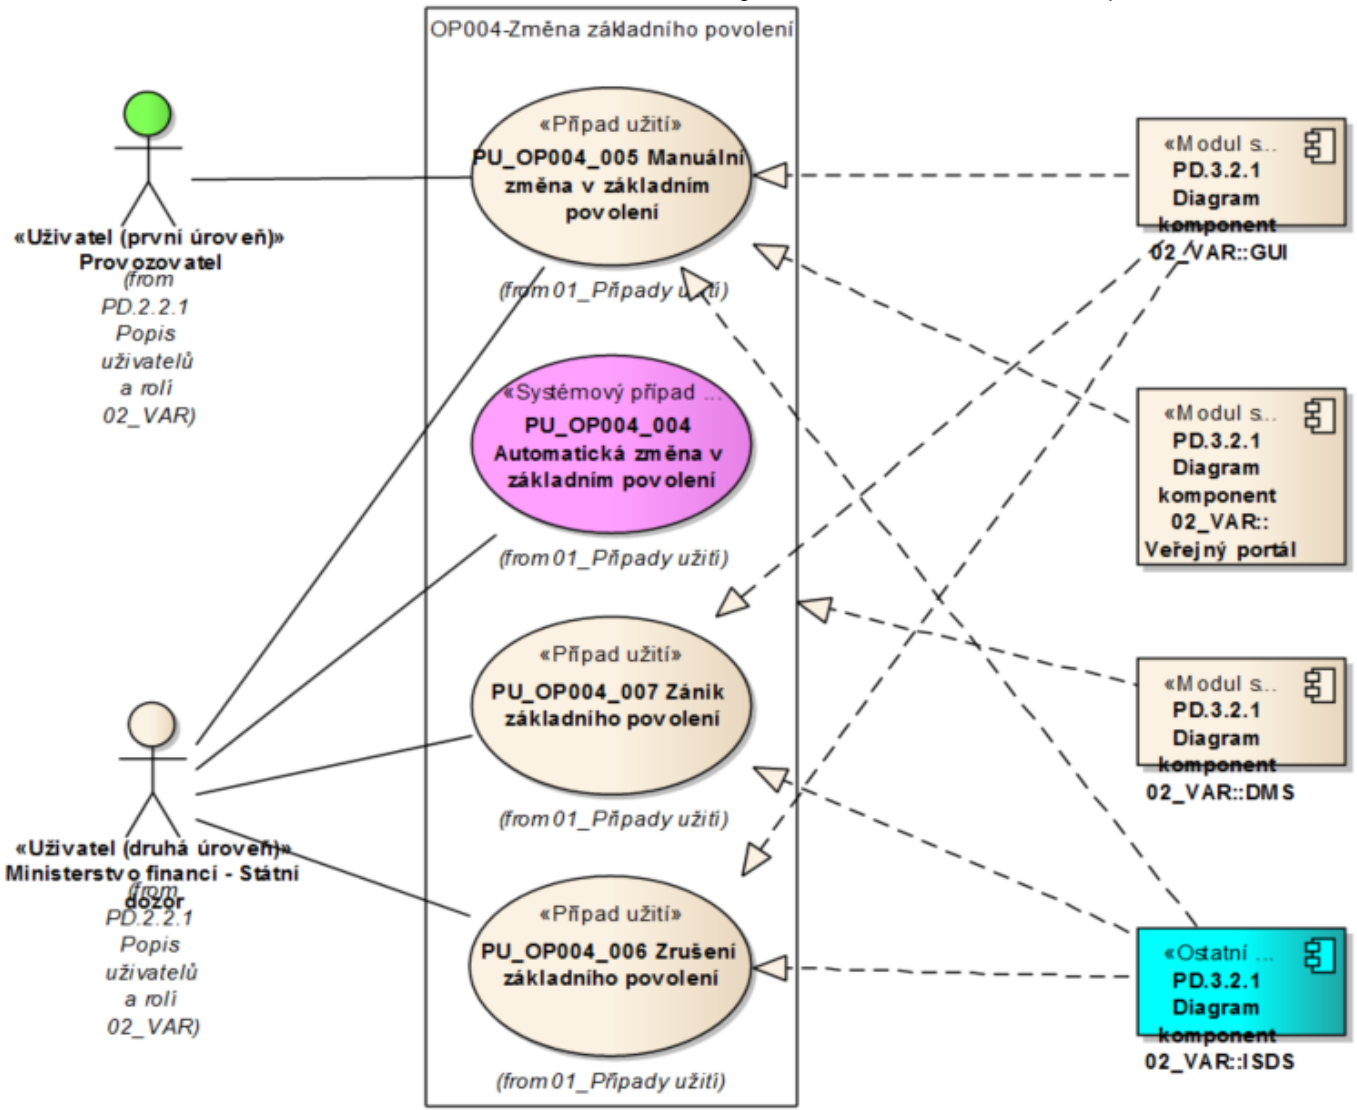 OP004-Změna základního povolení
«Uživatel (první úroveň)»
Provozovatel
(from
PD.2.2.1
Popis
uživatelů
a rolí
02_VAR)
«Uživatel (druhá úroveň)»
Ministerstvo financí - Státní
dozor
(from
PD.2.2.1
Popis
uživatelů
a rolí
02_VAR)
«Případ užití»
PU_OP004_005 Manuální
změna v základním
povolení
(from 01_Případy užití)
«Systémový případ ...
PU_OP004_004
Automatická změna v
základním povolení
(from 01_Případy užití)
«Případ užití»
PU_OP004_007 Zánik
základního povolení
(from 01_Případy užití)
«Případ užití»
PU_OP004_006 Zrušení
základního povolení
(from 01_Případy užití)
«Modul s...
PD.3.2.1
Diagram
komponent
02_VAR::GUI
«Modul s...
PD.3.2.1
Diagram
komponent
02_VAR::
Veřejný portál
«Modul s...
PD.3.2.1
Diagram
komponent
02_VAR::DMS
«Ostatní ...
PD.3.2.1
Diagram
komponent
02_VAR::ISDS